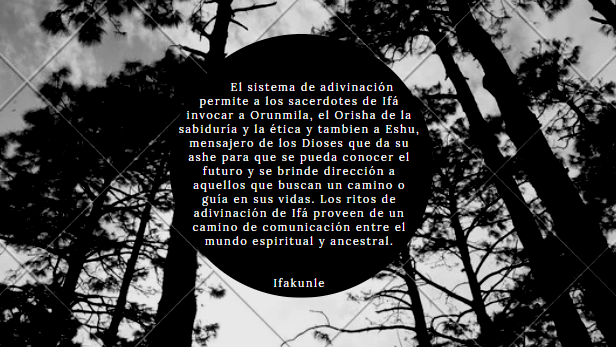 El sistema de adivinación
permite a los sacerdotes de Ifá
invocar a Orunmila, el Orisha de la
sabiduría y la ética y tambien a Eshu,
mensajero de los Dioses que da su
ashe para que se pueda conocer el
futuro y se brinde dirección a
aquellos que buscan un camino o
guía en sus vidas. Los ritos de
adivinación de Ifá proveen de un
camino de comunicación entre el
mundo espiritual y ancestral.
Ifakunle